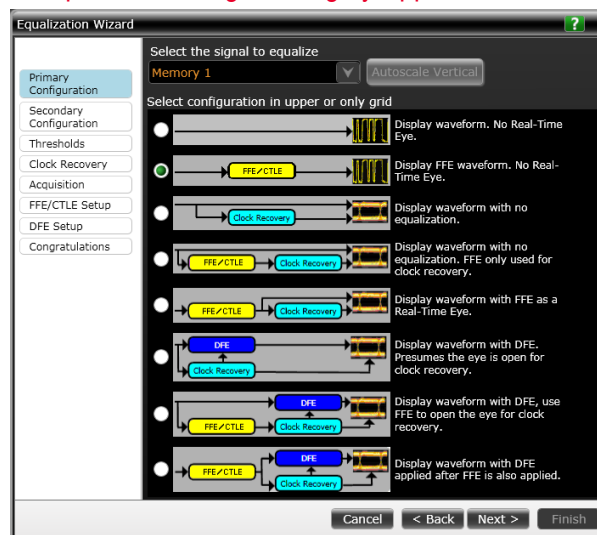 Equalization Wizard
?
Select the signal to equalize
Memory 1
Autoscale Vertical
Select configuration in upper or only grid
Primary
Configuration
Secondary
Configuration
Thresholds
Clock Recovery
Acquisition
FFE/CTLE Setup
DFE Setup
Congratulations
Display waveform. No Real-Time
Eye.
FFE/CTLE
Display FFE waveform. No Real-
Time Eye.
Clock Recovery
Display waveform with no
equalization.
FFE/CTLE
Clock Recovery
Display waveform with no
equalization. FFE only used for
clock recovery.
FFE/CTLE
Clock Recovery
Display waveform with FFE as a
Real-Time Eye.
DFE
Clock Recovery
Display waveform with DFE.
Presumes the eye is open for
clock recovery.
DFE
FFE/CTLE
Clock Recovery
Display waveform with DFE, use
FFE to open the eye for clock
recovery.
DFE
FFE/CTLE
Clock Recovery
Display waveform with DFE
applied after FFE is also applied.
Cancel
< Back
Next >
Finish